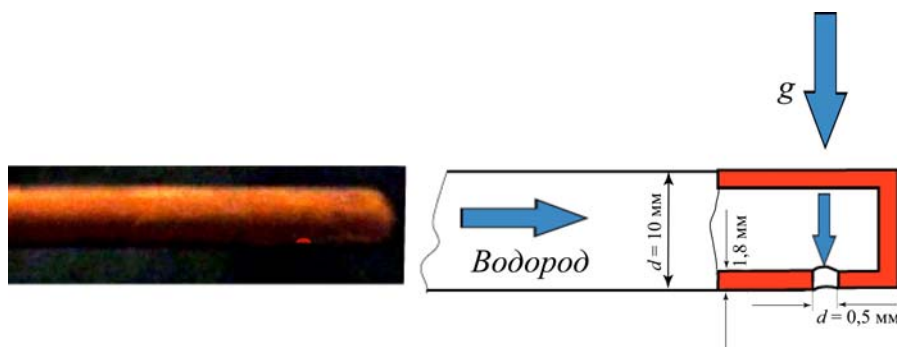 g
Водород
d = 10 мм
1,8 мм
d = 0,5 мм